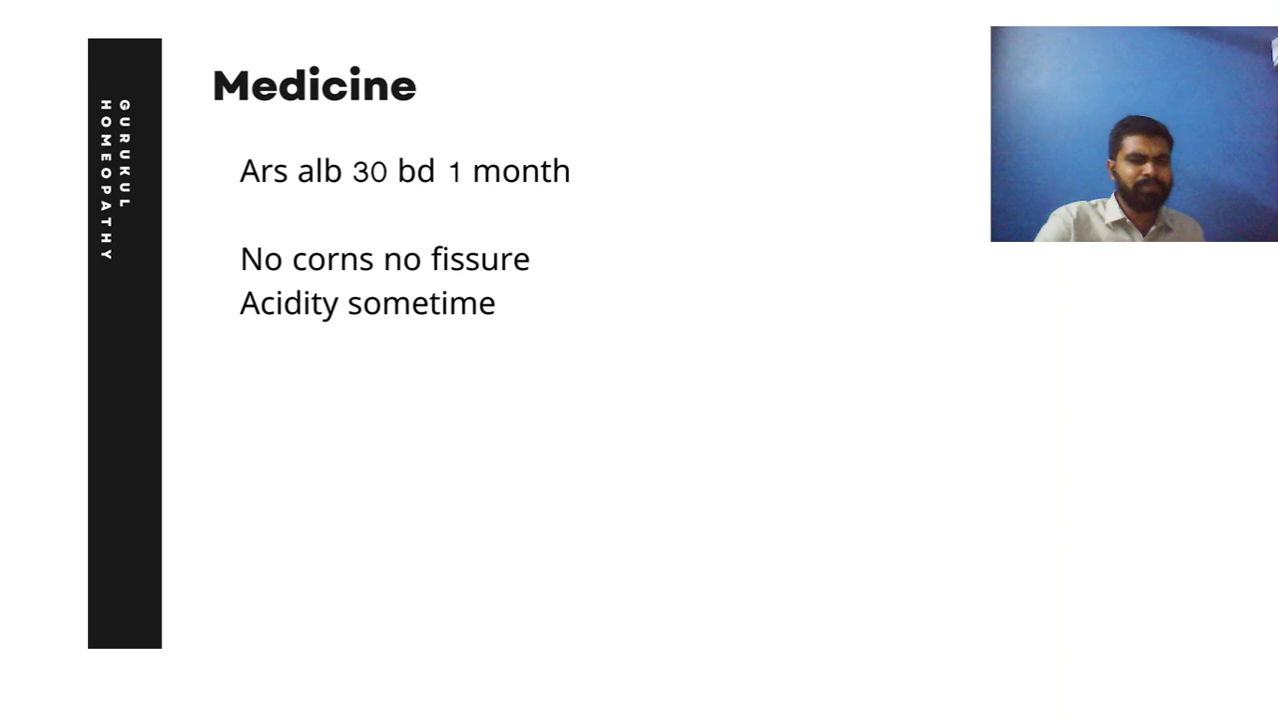 GURUKUL
HOMEOPATHY
Medicine
Ars alb 30 bd 1 month
No corns no fissure
Acidity sometime